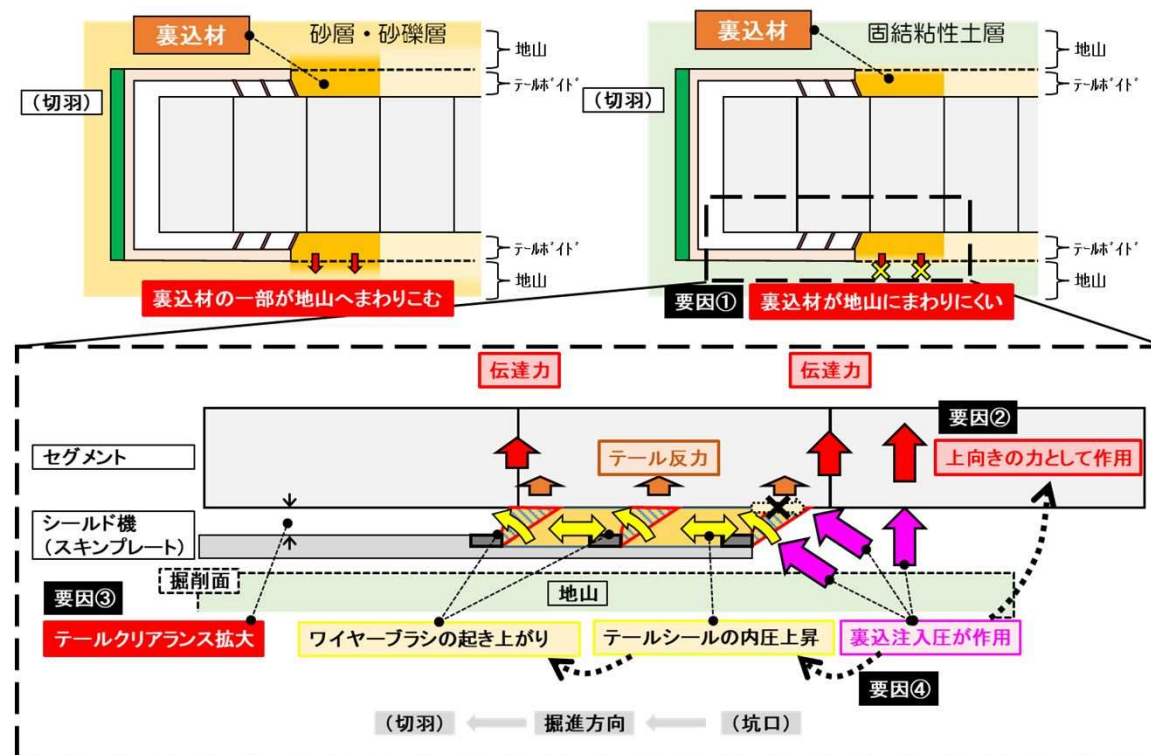 裏込材
砂層・砂礫層
地山
テールボイド
(切羽)
テールボイド
地山
裏込材の一部が地山へまわりこむ
裏込材
固結粘性土層
地山
テールボイド
(切羽)
テールボイド
地山
要因①
裏込材が地山にまわりにくい
伝達力
伝達力
要因②
セグメント
テール反力
上向きの力として作用
シールド機
(スキンプレート)
掘削面
地山
要因③
テールクリアランス拡大
ワイヤーブラシの起き上がり
テールシールの内圧上昇
裏込注入圧が作用
要因④
(切羽)
掘進方向
(坑口)